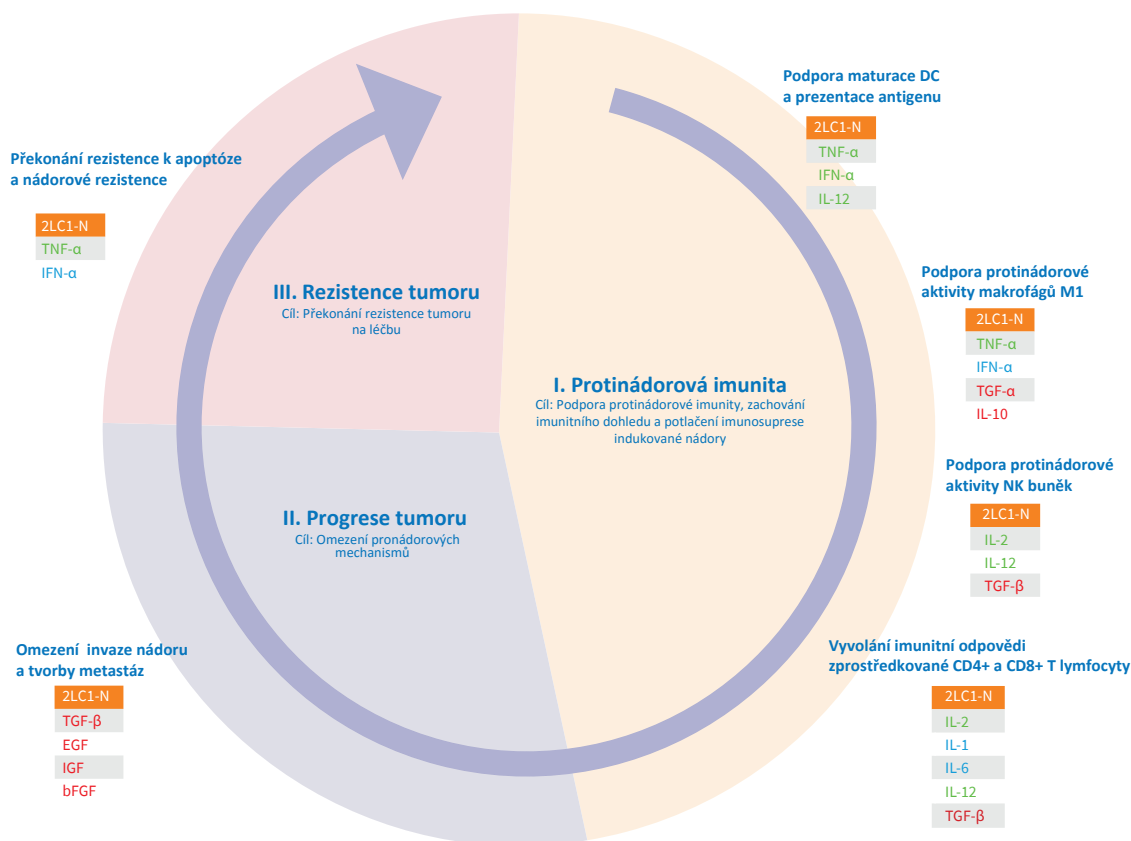 Podpora maturace DC
a prezentace antigenu
2LC1-N
TNF-α
IFN-α
IL-12
Podpora protinádorové
aktivity makrofágů M1
2LC1-N
TNF-α
IFN-α
TGF-α
IL-10
Podpora protinádorové
aktivity NK buněk
2LC1-N
IL-2
IL-12
TGF-β
Vyvolání imunitní odpovědi
zprostředkované CD4+ a CD8+ T lymfocyty
2LC1-N
IL-2
IL-1
IL-6
IL-12
TGF-β
I. Protinádorová imunita
Cíl: Podpora protinádorové imunity, zachování
imunitního dohledu a potlačení imunosuprese
indukované nádory
II. Progrese tumoru
Cíl: Omezení pronádorových
mechanismů
Omezení  invaze nádoru
a tvorby metastáz
2LC1-N
TGF-β
EGF
IGF
bFGF
III. Rezistence tumoru
Cíl: Překonání rezistence tumoru
na léčbu
Překonání rezistence k apoptóze
a nádorové rezistence
2LC1-N
TNF-α
IFN-α